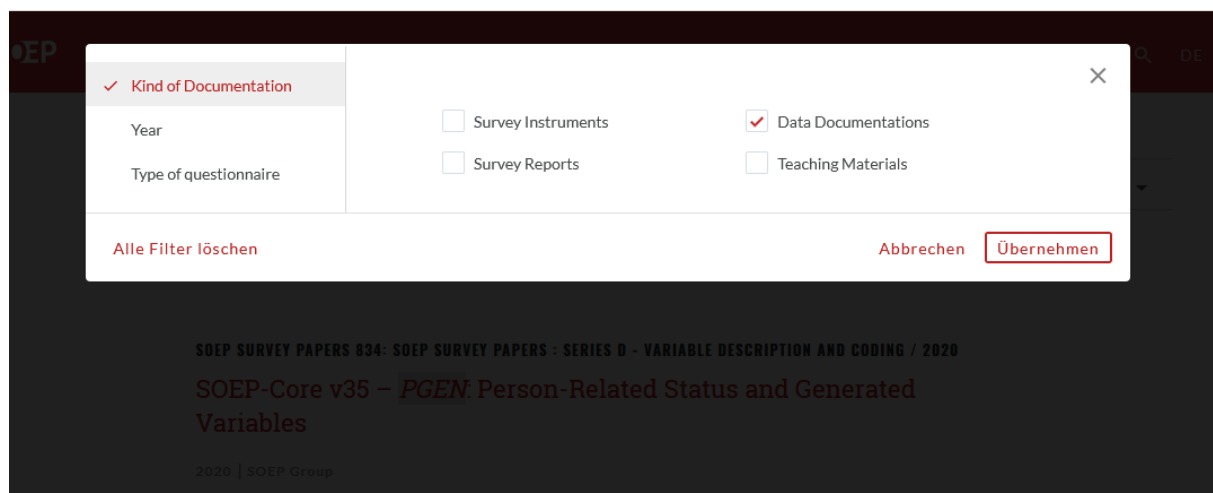 ŒP
DE
Kind of Documentation
Year
Type of questionnaire
Survey Instruments
Data Documentations
Survey Reports
Teaching Materials
Alle Filter löschen
Abbrechen
Übernehmen
SOEP SURVEY PAPERS 834: SOEP SURVEY PAPERS : SERIES D - VARIABLE DESCRIPTION AND CODING / 2020
SOEP-Core v35 – PGEN: Person-Related Status and Generated
Variables
2020 | SOEP Group